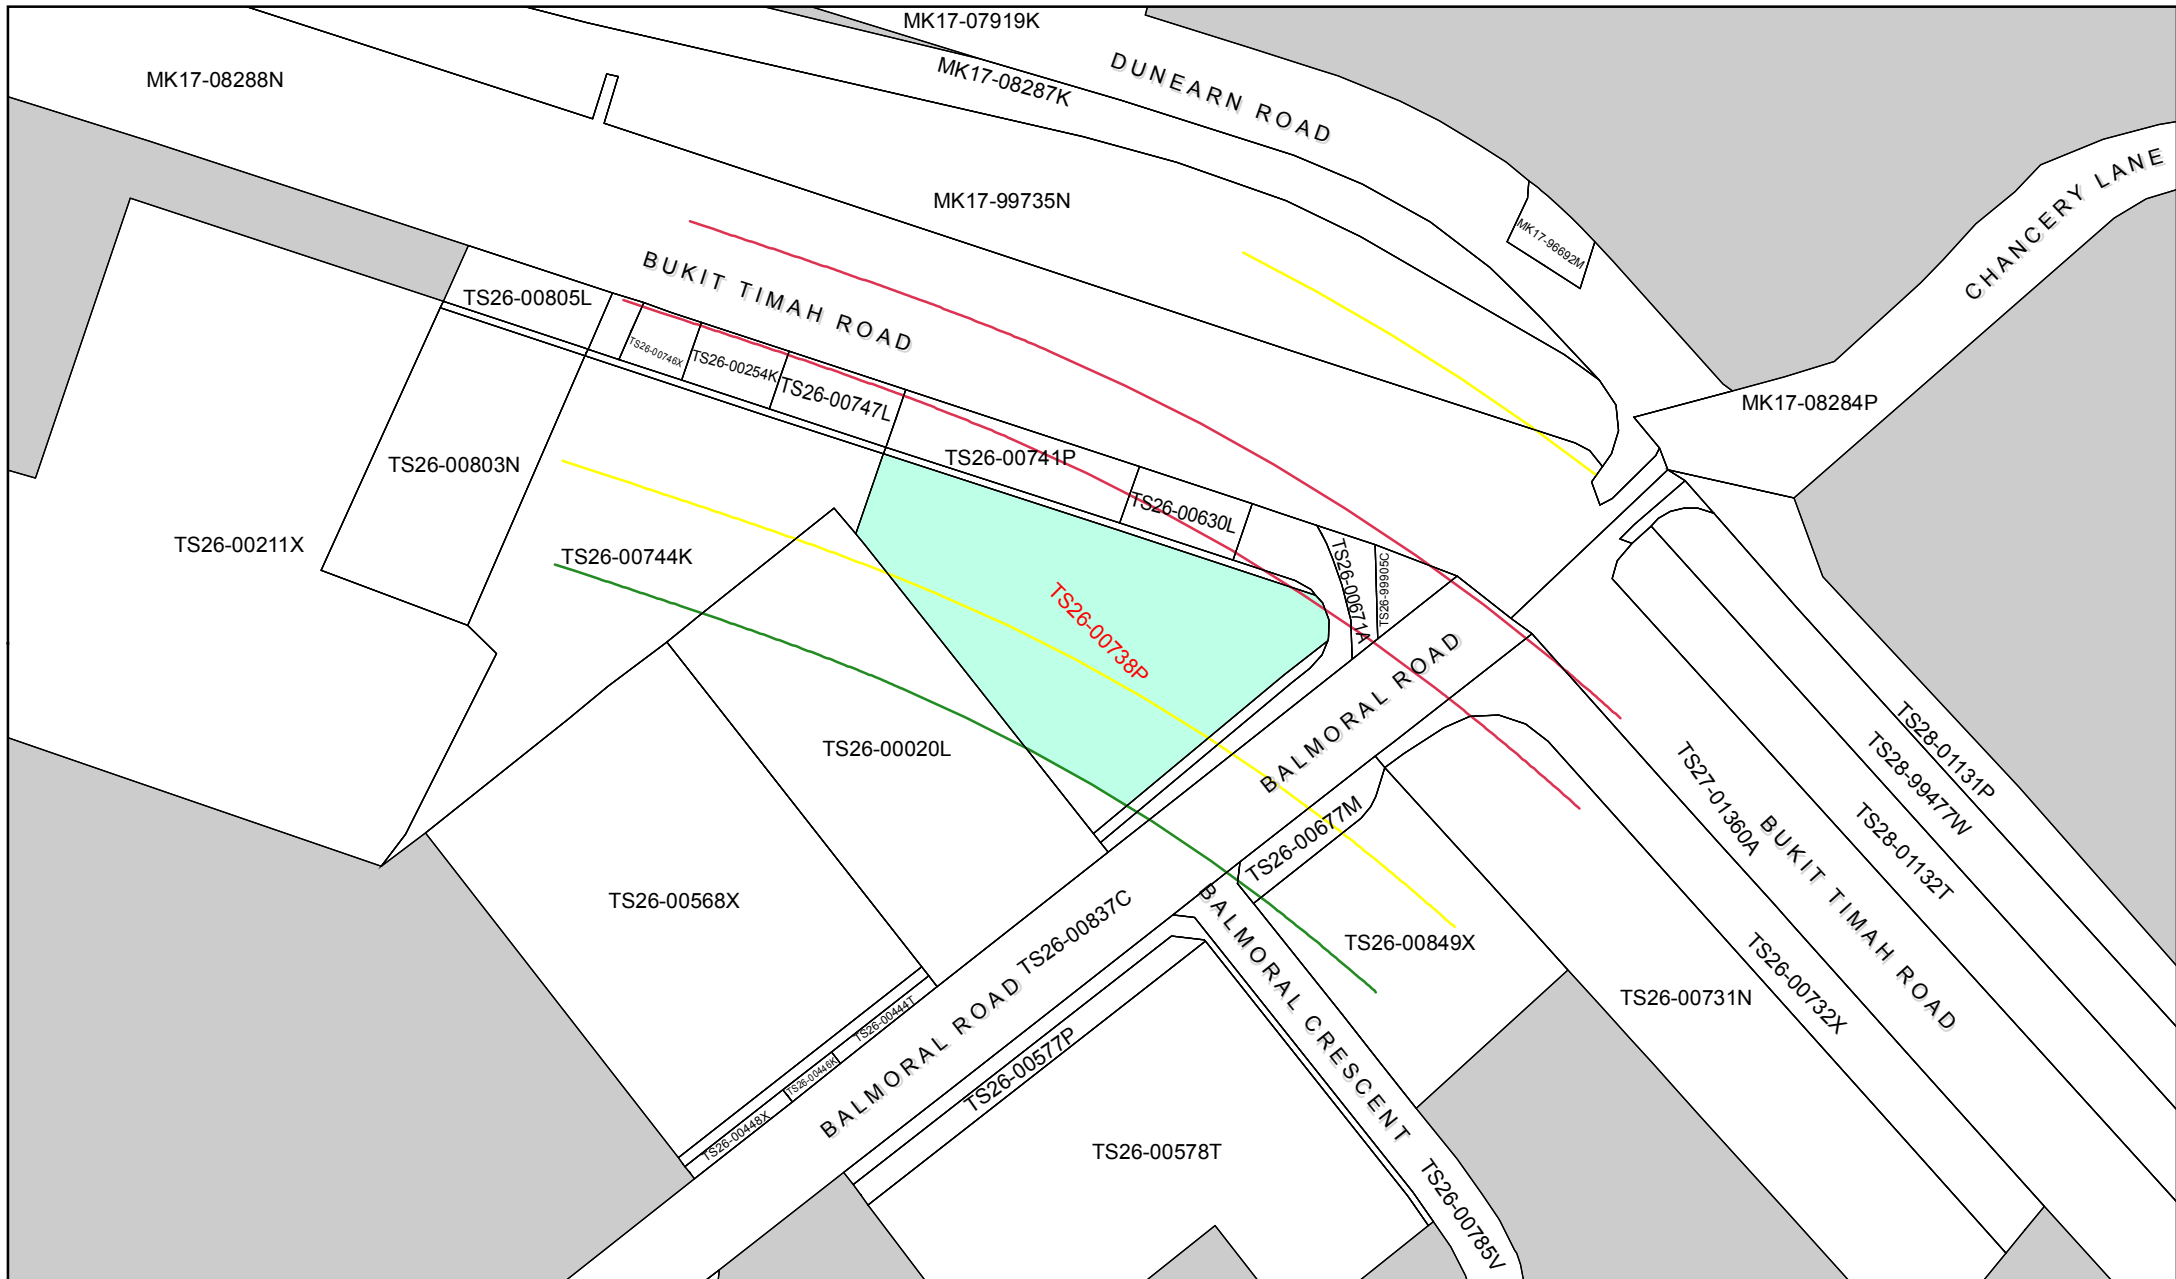 MK17-07919K
MK17-08288N
MK17-08287K
DUNEARN ROAD
CHANCERY LANE
MK17-99735N
MK17-96692M
BUKIT TIMAH ROAD
TS26-00805L
TS26-00746X
TS26-00254K
TS26-00747L
MK17-08284P
TS26-00741P
TS26-00803N
TS26-00630L
TS26-00211X
TS26-00744K
TS26-00671A
TS26-99905C
TS26-00738P
BALMORAL ROAD
TS26-00020L
TS28-01131P
TS28-99477W
TS27-01360A
TS28-01132T
BUKIT TIMAH ROAD
TS26-00677M
TS26-00568X
TS26-00849X
TS26-00731N
TS26-00732X
BALMORAL ROAD TS26-00837C
TS26-00444T
TS26-00446K
TS26-00448X
TS26-00577P
BALMORAL CRESCENT TS26-00785V
TS26-00578T